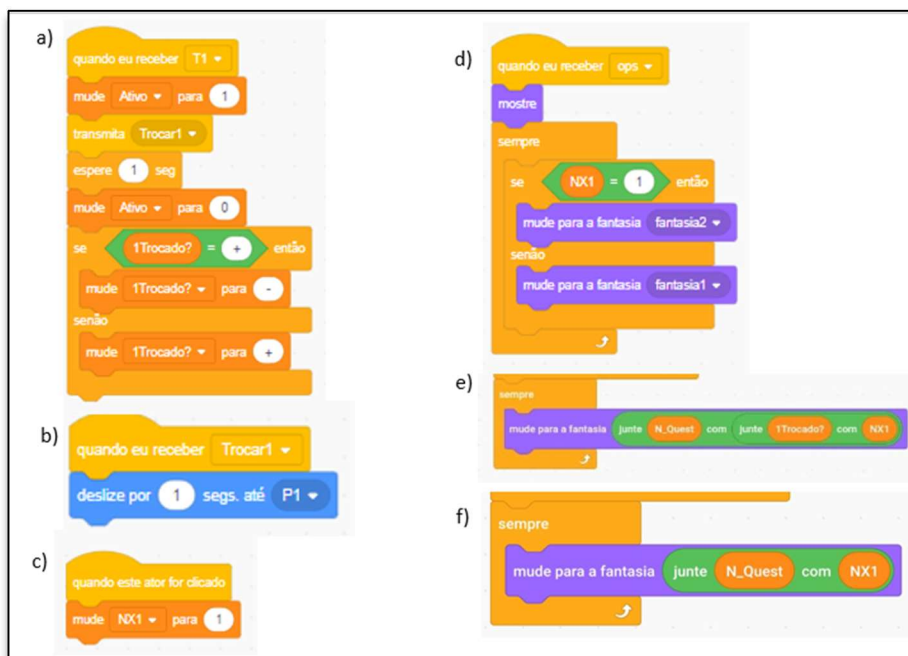 a)
quando eu receber T1
mude Ativo para 1
transmita Trocar1
espere 1 seg
mude Ativo para 0
se 1Trocado? = + então
mude 1Trocado? para -
senão
mude 1Trocado? para +
b)
quando eu receber Trocar1
deslize por 1 segs. até P1
c)
quando este ator for clicado
mude NX1 para 1
d)
quando eu receber ops
mostre
sempre
se NX1 = 1 então
mude para a fantasia fantasia2
senão
mude para a fantasia fantasia1
e)
sempre
mude para a fantasia junte N_Quest com junte 1Trocado? com NX1
f)
sempre
mude para a fantasia junte N_Quest com NX1